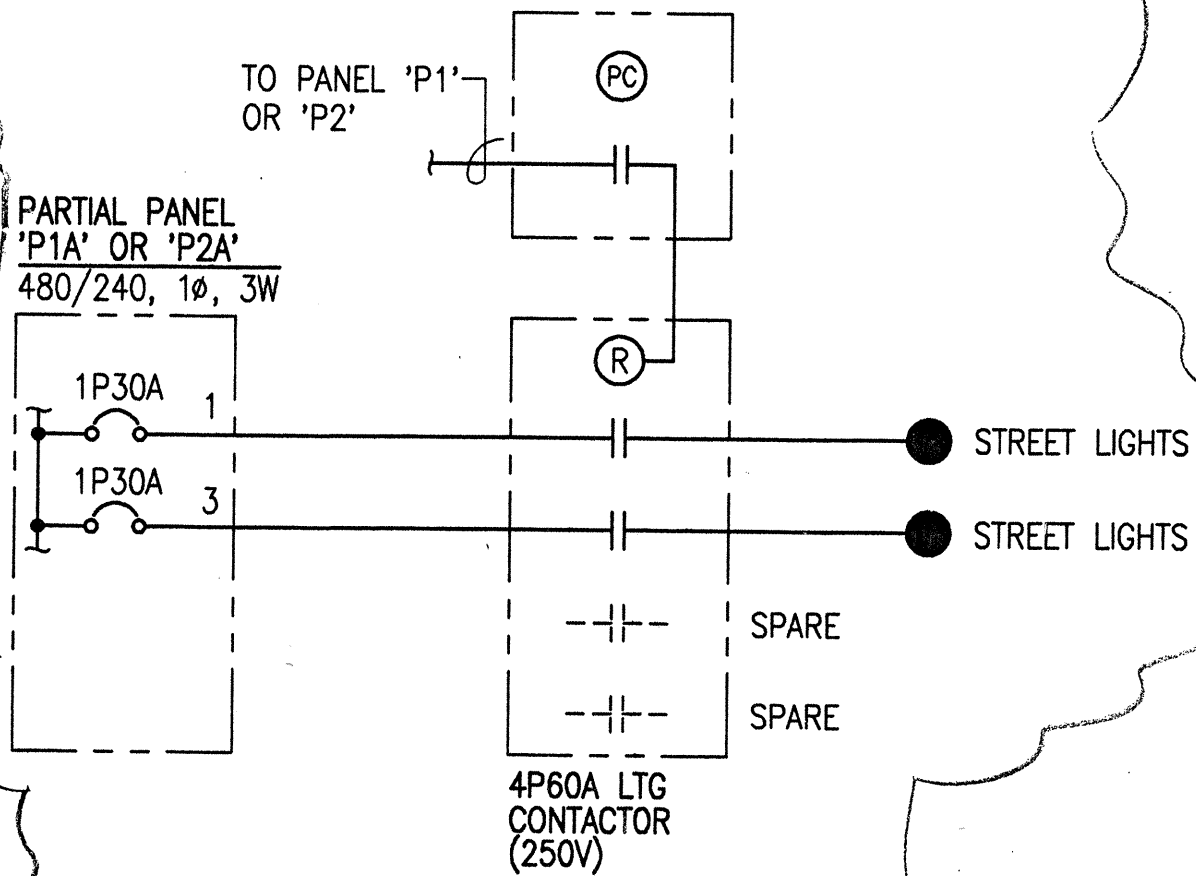 TO PANEL 'P1'
OR 'P2'
PC
PARTIAL PANEL
'P1A' OR 'P2A'
480/240, 1ø, 3W
R
1P30A
1
STREET LIGHTS
1P30A
3
STREET LIGHTS
SPARE
SPARE
4P60A LTG
CONTACTOR
(250V)